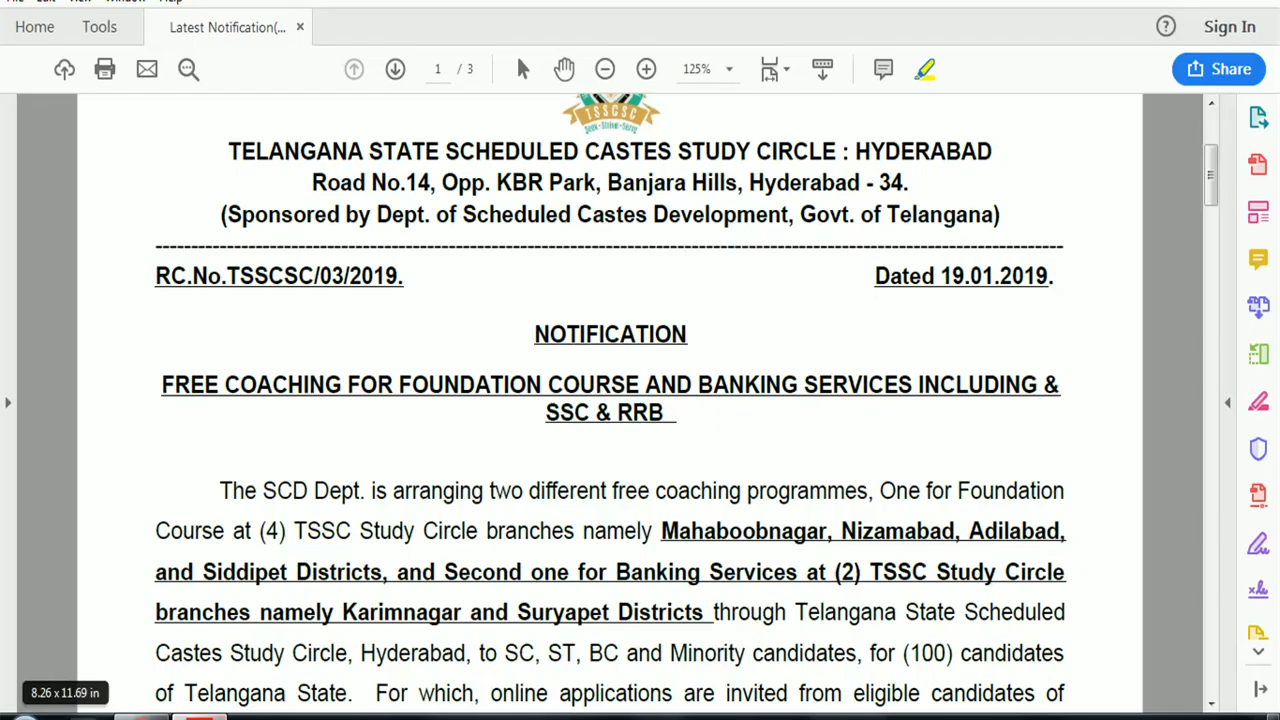 Home Tools Latest Notification(... × Sign In
1 / 3 125% Share
TSSCSC
TELANGANA STATE SCHEDULED CASTES STUDY CIRCLE : HYDERABAD
Road No.14, Opp. KBR Park, Banjara Hills, Hyderabad - 34.
(Sponsored by Dept. of Scheduled Castes Development, Govt. of Telangana)
RC.No.TSSCSC/03/2019. Dated 19.01.2019.
NOTIFICATION
FREE COACHING FOR FOUNDATION COURSE AND BANKING SERVICES INCLUDING &
SSC & RRB
The SCD Dept. is arranging two different free coaching programmes, One for Foundation
Course at (4) TSSC Study Circle branches namely Mahaboobnagar, Nizamabad, Adilabad,
and Siddipet Districts, and Second one for Banking Services at (2) TSSC Study Circle
branches namely Karimnagar and Suryapet Districts through Telangana State Scheduled
Castes Study Circle, Hyderabad, to SC, ST, BC and Minority candidates, for (100) candidates
of Telangana State. For which, online applications are invited from eligible candidates of
8.26 x 11.69 in